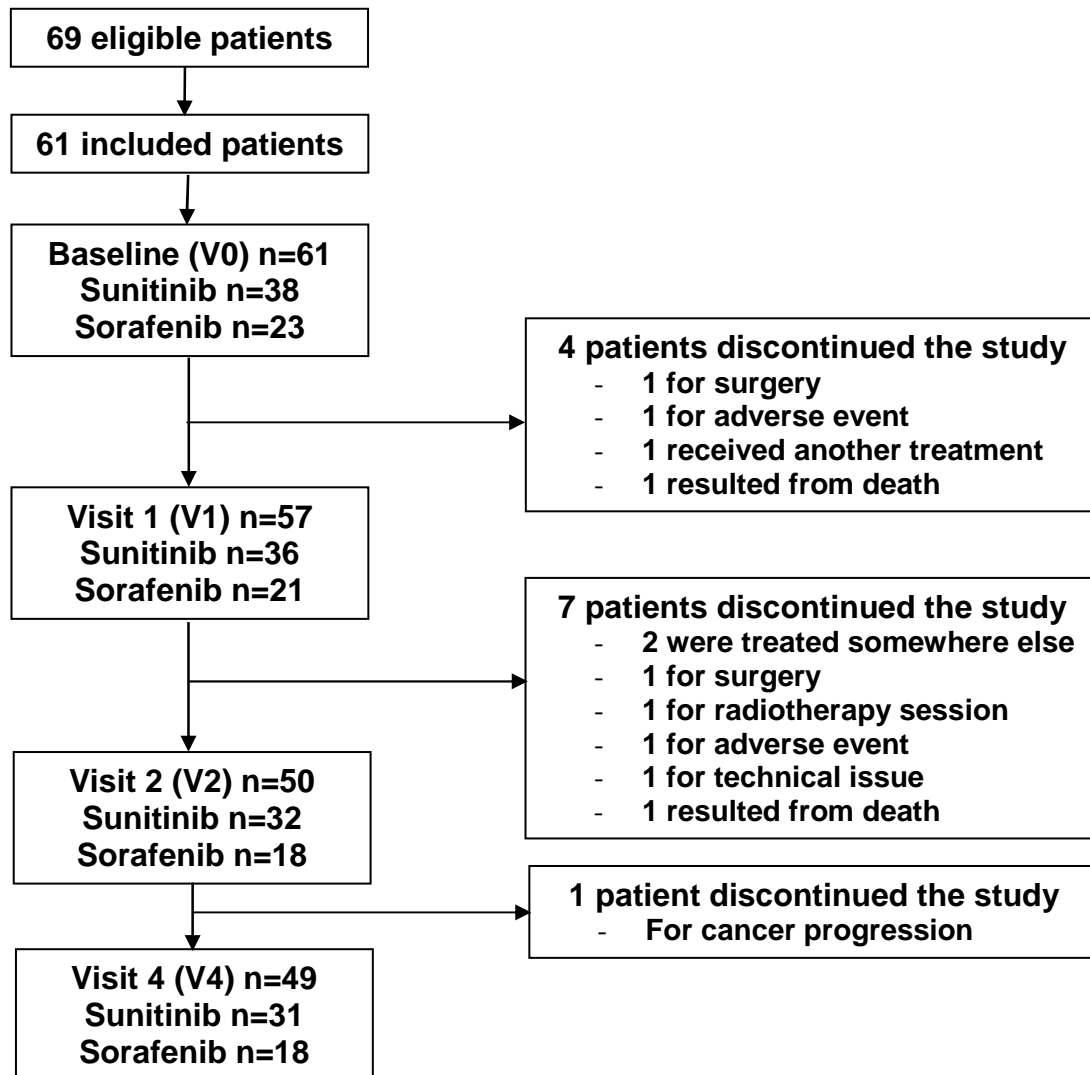 69 eligible patients
61 included patients
Baseline (V0) n=61
Sunitinib n=38
Sorafenib n=23
4 patients discontinued the study
- 1 for surgery
- 1 for adverse event
- 1 received another treatment
- 1 resulted from death
Visit 1 (V1) n=57
Sunitinib n=36
Sorafenib n=21
7 patients discontinued the study
- 2 were treated somewhere else
- 1 for surgery
- 1 for radiotherapy session
- 1 for adverse event
- 1 for technical issue
- 1 resulted from death
Visit 2 (V2) n=50
Sunitinib n=32
Sorafenib n=18
1 patient discontinued the study
- For cancer progression
Visit 4 (V4) n=49
Sunitinib n=31
Sorafenib n=18